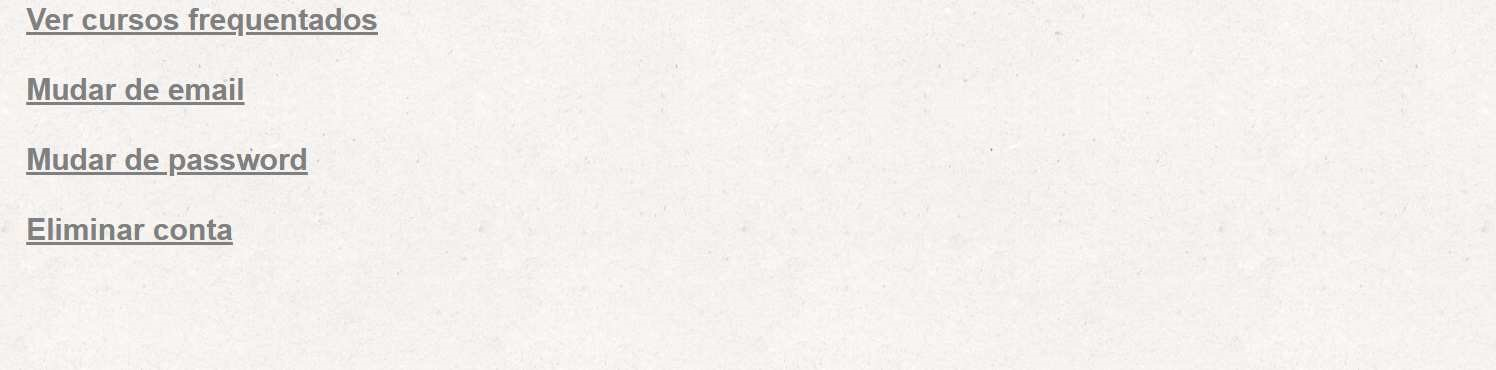 Ver cursos frequentados
Mudar de email
Mudar de password
Eliminar conta